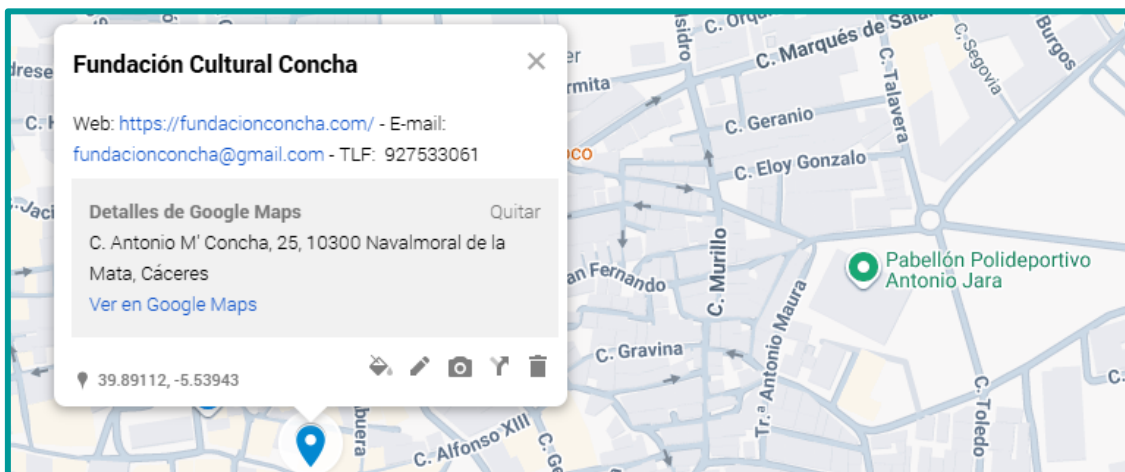 Fundación Cultural Concha
Web: https://fundacionconcha.com/ - E-mail:
fundacionconcha@gmail.com - TLF: 927533061
Detalles de Google Maps
Quitar
C. Antonio M' Concha, 25, 10300 Navalmoral de la
Mata, Cáceres
Ver en Google Maps
39.89112, -5.53943
C. Marqués de
C. Talavera
C. Segovia
Burgos
C. Geranio
C. Eloy Gonzalo
C. Murillo
Fernando
Pabellón Polideportivo
Antonio Jara
Tr.ª Antonio Maura
C. Gravina
C. Alfonso XIII
C. Toledo